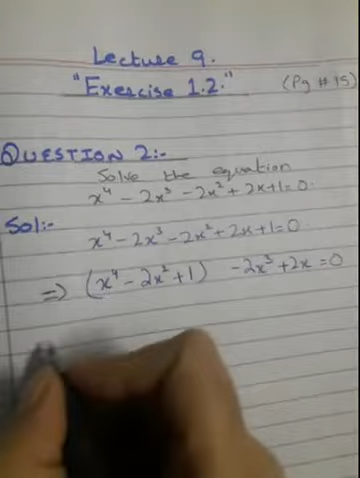 Lecture 9.
"Exercise 1.2." (Pg # 15)
QUESTION 2:-
Solve the equation
x⁴ - 2x³ - 2x² + 2x + 1 = 0.
Sol:-
x⁴ - 2x³ - 2x² + 2x + 1 = 0
⇒ (x⁴ - 2x² + 1) - 2x³ + 2x = 0